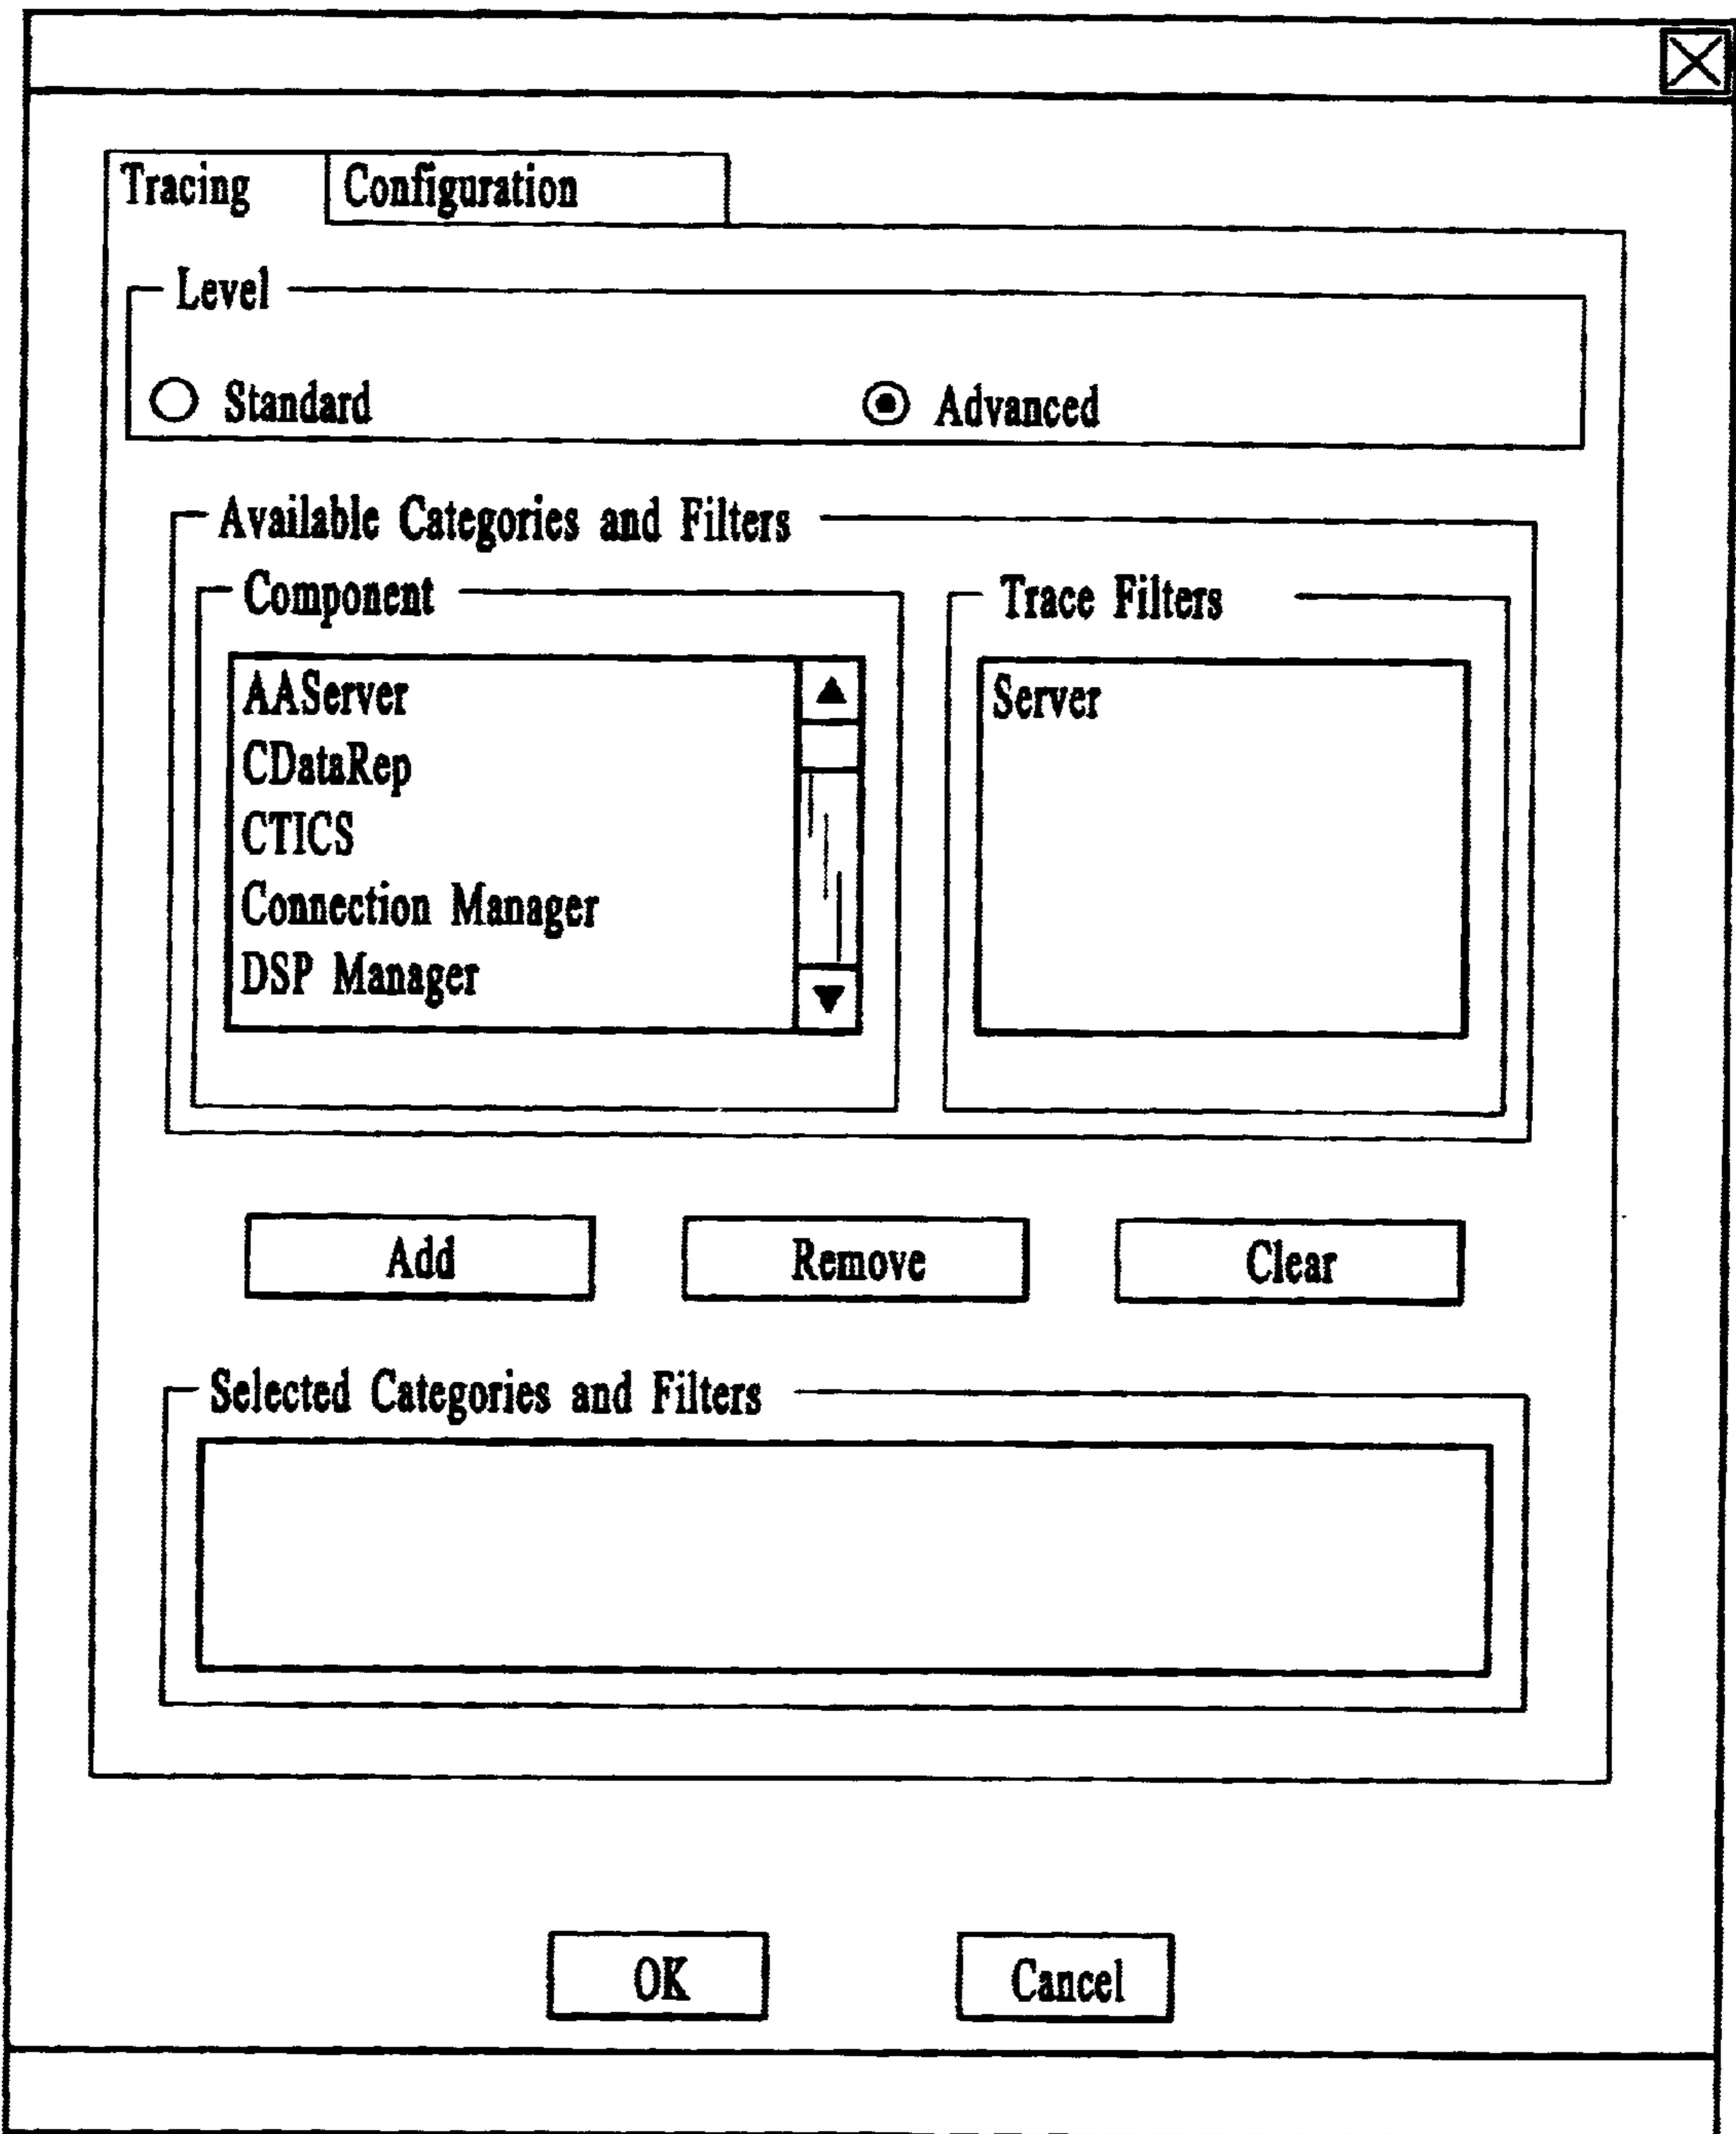 Tracing Configuration
Level
Standard Advanced
Available Categories and Filters
Component Trace Filters
AAServer
CDataRep
CTICS
Connection Manager
DSP Manager
Server
Add Remove Clear
Selected Categories and Filters
OK Cancel